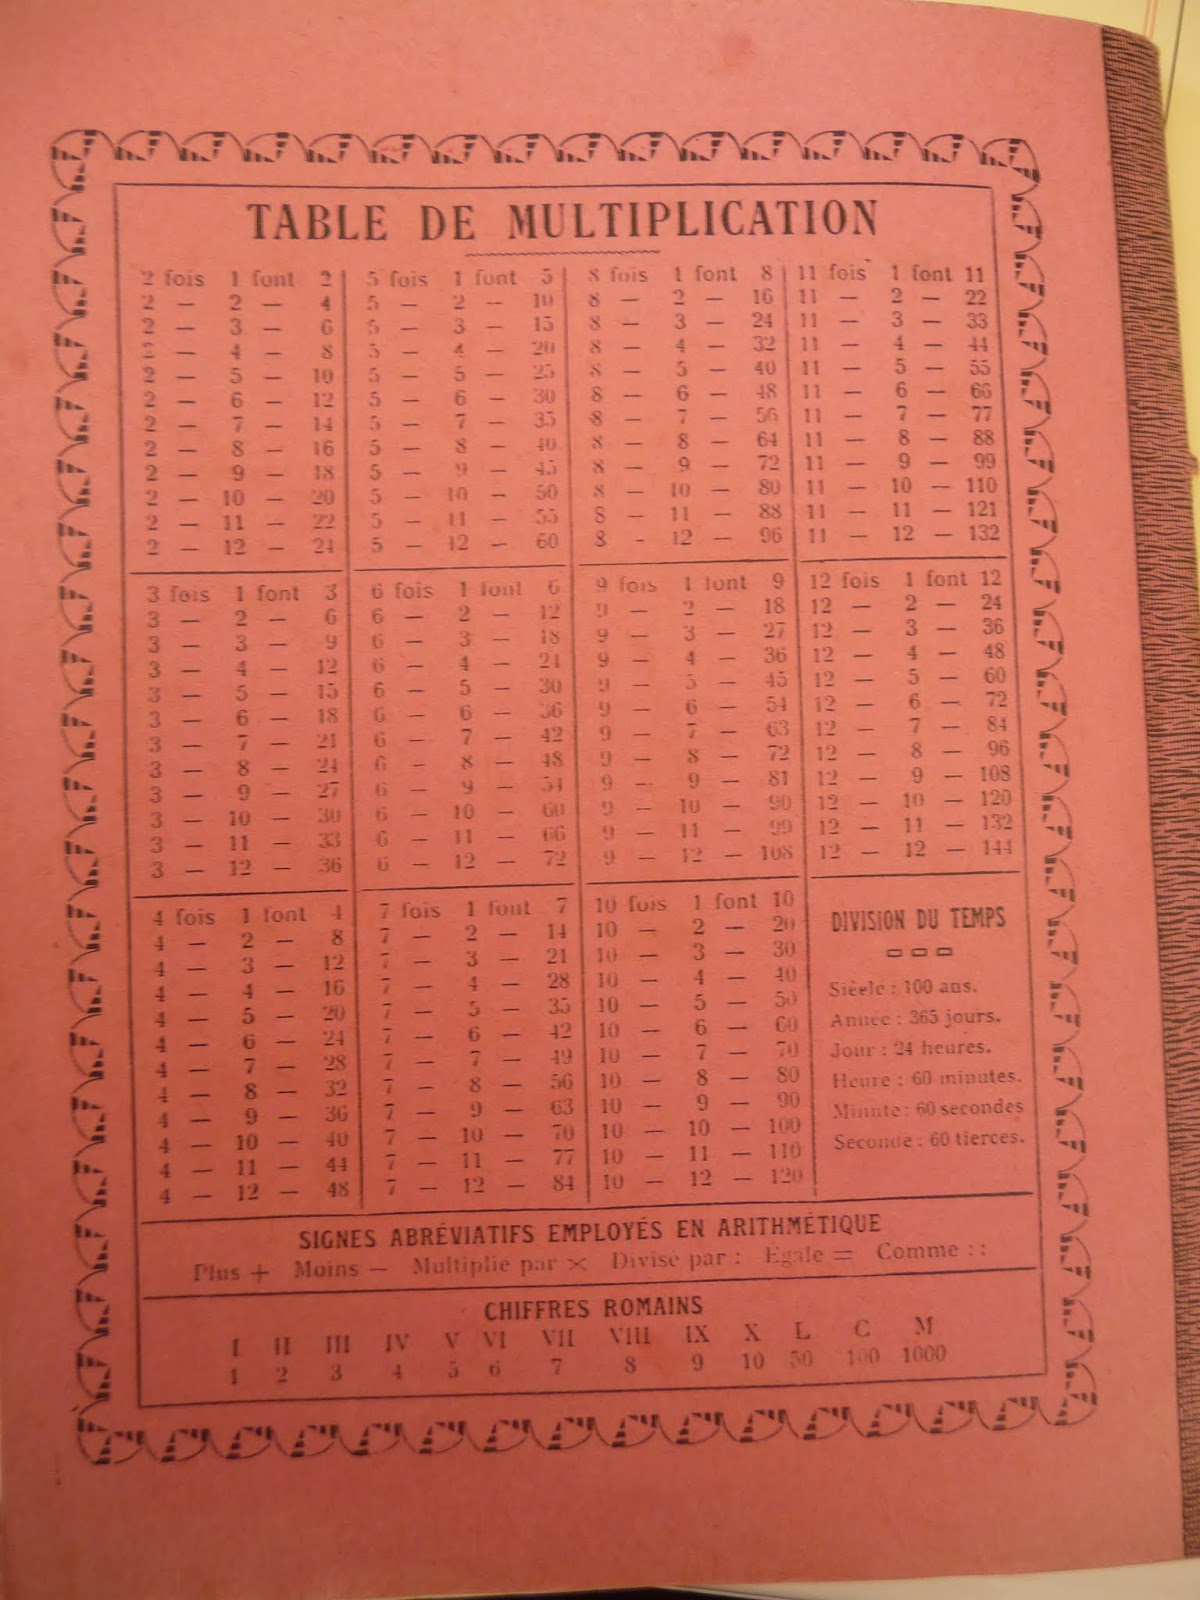 TABLE DE MULTIPLICATION
2 fois 1 font 2
2 — 2 — 4
2 — 3 — 6
2 — 4 — 8
2 — 5 — 10
2 — 6 — 12
2 — 7 — 14
2 — 8 — 16
2 — 9 — 18
2 — 10 — 20
2 — 11 — 22
2 — 12 — 24
3 fois 1 font 3
3 — 2 — 6
3 — 3 — 9
3 — 4 — 12
3 — 5 — 15
3 — 6 — 18
3 — 7 — 21
3 — 8 — 24
3 — 9 — 27
3 — 10 — 30
3 — 11 — 33
3 — 12 — 36
4 fois 1 font 4
4 — 2 — 8
4 — 3 — 12
4 — 4 — 16
4 — 5 — 20
4 — 6 — 24
4 — 7 — 28
4 — 8 — 32
4 — 9 — 36
4 — 10 — 40
4 — 11 — 44
4 — 12 — 48
5 fois 1 font 5
5 — 2 — 10
5 — 3 — 15
5 — 4 — 20
5 — 5 — 25
5 — 6 — 30
5 — 7 — 35
5 — 8 — 40
5 — 9 — 45
5 — 10 — 50
5 — 11 — 55
5 — 12 — 60
6 fois 1 font 6
6 — 2 — 12
6 — 3 — 18
6 — 4 — 24
6 — 5 — 30
6 — 6 — 36
6 — 7 — 42
6 — 8 — 48
6 — 9 — 54
6 — 10 — 60
6 — 11 — 66
6 — 12 — 72
7 fois 1 font 7
7 — 2 — 14
7 — 3 — 21
7 — 4 — 28
7 — 5 — 35
7 — 6 — 42
7 — 7 — 49
7 — 8 — 56
7 — 9 — 63
7 — 10 — 70
7 — 11 — 77
7 — 12 — 84
8 fois 1 font 8
8 — 2 — 16
8 — 3 — 24
8 — 4 — 32
8 — 5 — 40
8 — 6 — 48
8 — 7 — 56
8 — 8 — 64
8 — 9 — 72
8 — 10 — 80
8 — 11 — 88
8 - 12 — 96
9 fois 1 font 9
9 — 2 — 18
9 — 3 — 27
9 — 4 — 36
9 — 5 — 45
9 — 6 — 54
9 — 7 — 63
9 — 8 — 72
9 — 9 — 81
9 — 10 — 90
9 — 11 — 99
9 — 12 — 108
10 fois 1 font 10
10 — 2 — 20
10 — 3 — 30
10 — 4 — 40
10 — 5 — 50
10 — 6 — 60
10 — 7 — 70
10 — 8 — 80
10 — 9 — 90
10 — 10 — 100
10 — 11 — 110
10 — 12 — 120
11 fois 1 font 11
11 — 2 — 22
11 — 3 — 33
11 — 4 — 44
11 — 5 — 55
11 — 6 — 66
11 — 7 — 77
11 — 8 — 88
11 — 9 — 99
11 — 10 — 110
11 — 11 — 121
11 — 12 — 132
12 fois 1 font 12
12 — 2 — 24
12 — 3 — 36
12 — 4 — 48
12 — 5 — 60
12 — 6 — 72
12 — 7 — 84
12 — 8 — 96
12 — 9 — 108
12 — 10 — 120
12 — 11 — 132
12 — 12 — 144
DIVISION DU TEMPS
Siècle : 100 ans.
Année : 365 jours.
Jour : 24 heures.
Heure : 60 minutes.
Minute : 60 secondes
Seconde : 60 tierces.
SIGNES ABRÉVIATIFS EMPLOYÉS EN ARITHMÉTIQUE
Plus + Moins — Multiplié par × Divisé par : Egale = Comme : :
CHIFFRES ROMAINS
I II III IV V VI VII VIII IX X L C M
1 2 3 4 5 6 7 8 9 10 50 100 1000